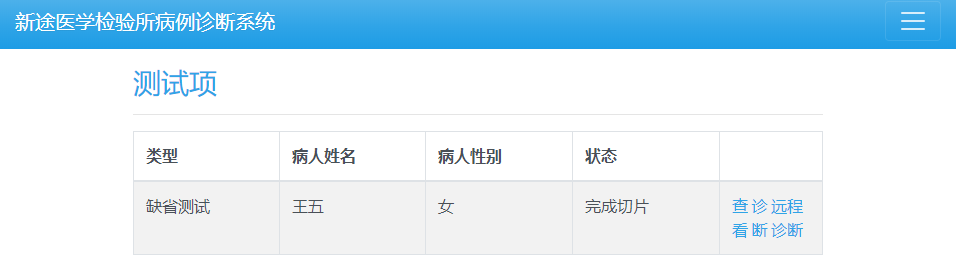 新途医学检验所病例诊断系统
测试项
类型 病人姓名 病人性别 状态
缺省测试 王五 女 完成切片 查 诊 远程
看 断 诊断